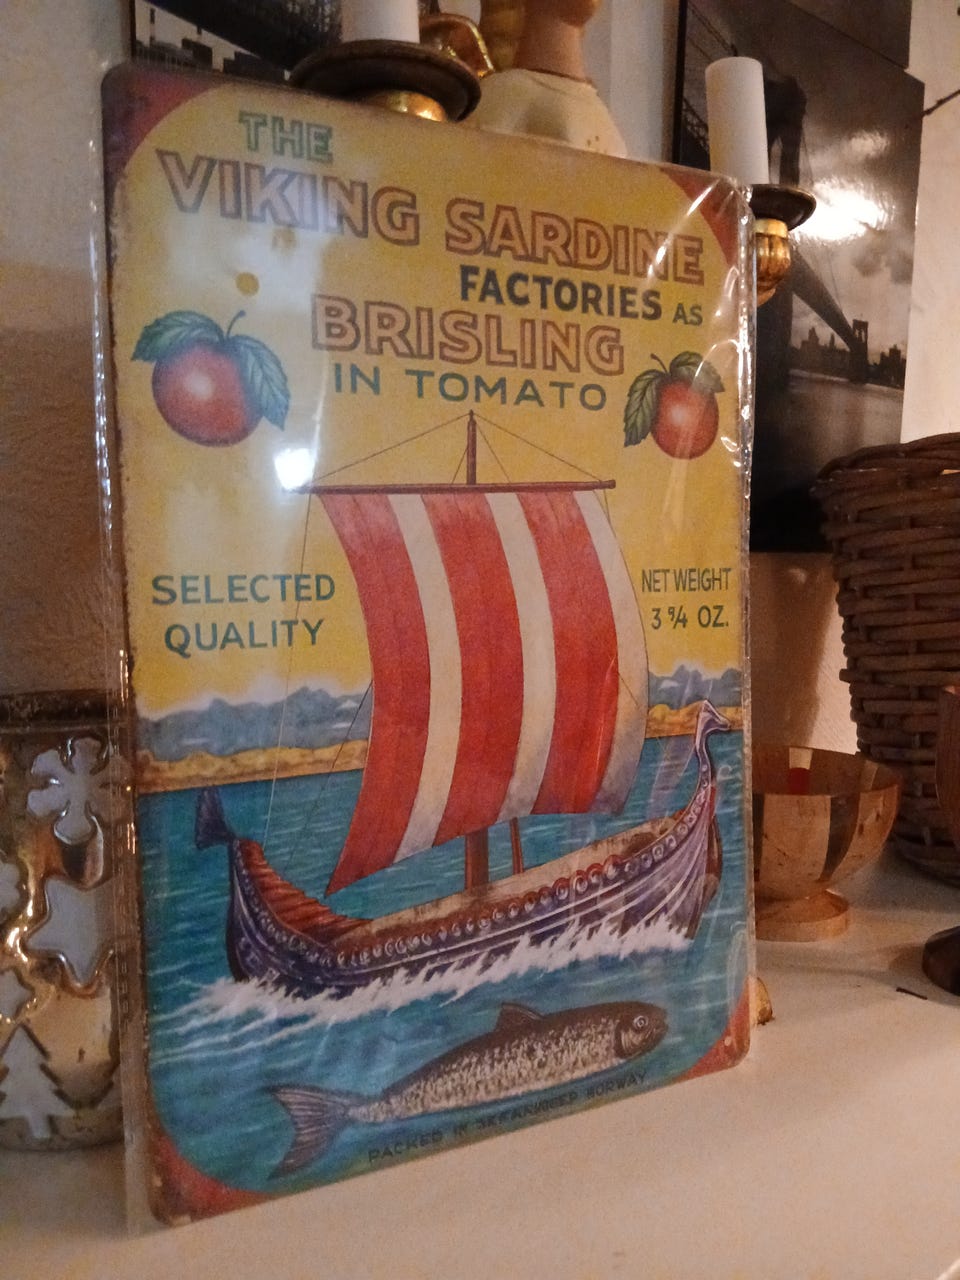 THE
VIKING SARDINE
FACTORIES AS
BRISLING
IN TOMATO
SELECTED
QUALITY
NET WEIGHT
3 ¾ OZ.
PACKED IN NORWAY